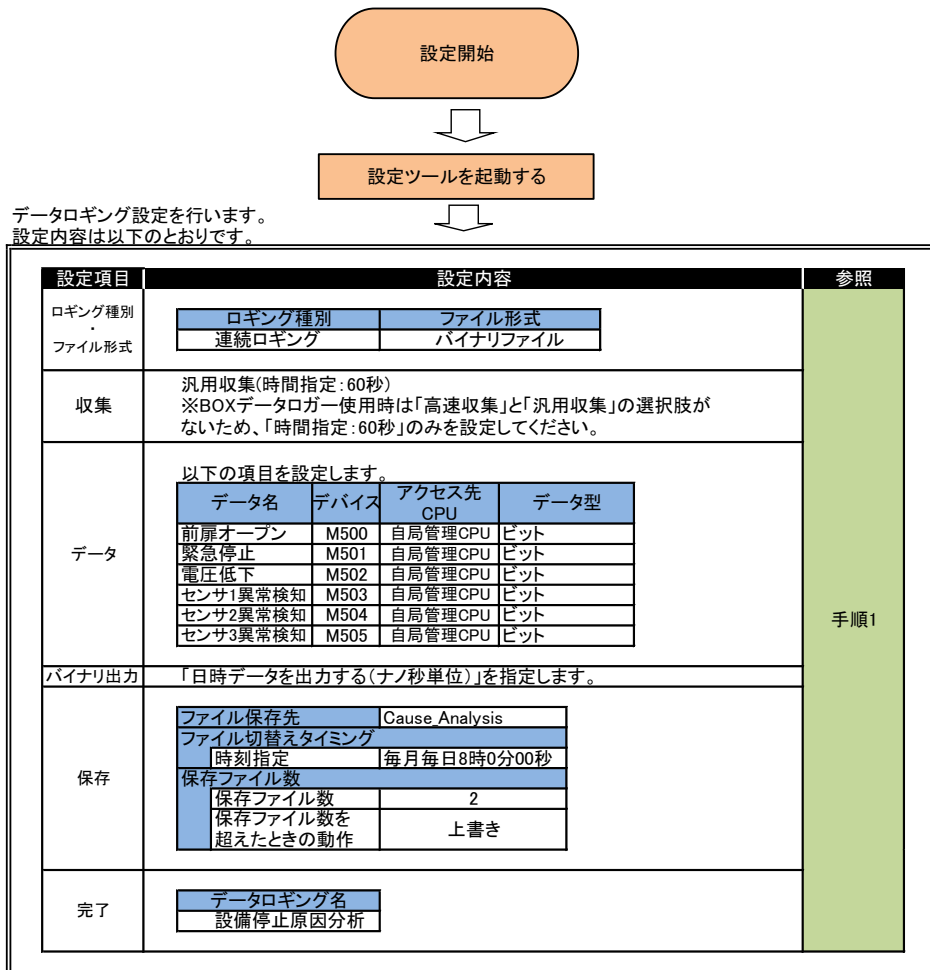 設定開始
設定ツールを起動する
データロギング設定を行います。
設定内容は以下のとおりです。
設定項目 設定内容 参照
ロギング種別
・
ファイル形式
ロギング種別 ファイル形式
連続ロギング バイナリファイル
収集
汎用収集(時間指定:60秒)
※BOXデータロガー使用時は「高速収集」と「汎用収集」の選択肢が
ないため、「時間指定:60秒」のみを設定してください。
データ
以下の項目を設定します。
データ名 デバイス アクセス先 データ型
CPU
前扉オープン M500 自局管理CPU ビット
緊急停止 M501 自局管理CPU ビット
電圧低下 M502 自局管理CPU ビット
センサ1異常検知 M503 自局管理CPU ビット
センサ2異常検知 M504 自局管理CPU ビット
センサ3異常検知 M505 自局管理CPU ビット
手順1
バイナリ出力 「日時データを出力する(ナノ秒単位)」を指定します。
保存
ファイル保存先 Cause_Analysis
ファイル切替えタイミング
時刻指定 毎月毎日8時0分00秒
保存ファイル数
保存ファイル数 2
保存ファイル数を
超えたときの動作 上書き
完了
データロギング名
設備停止原因分析